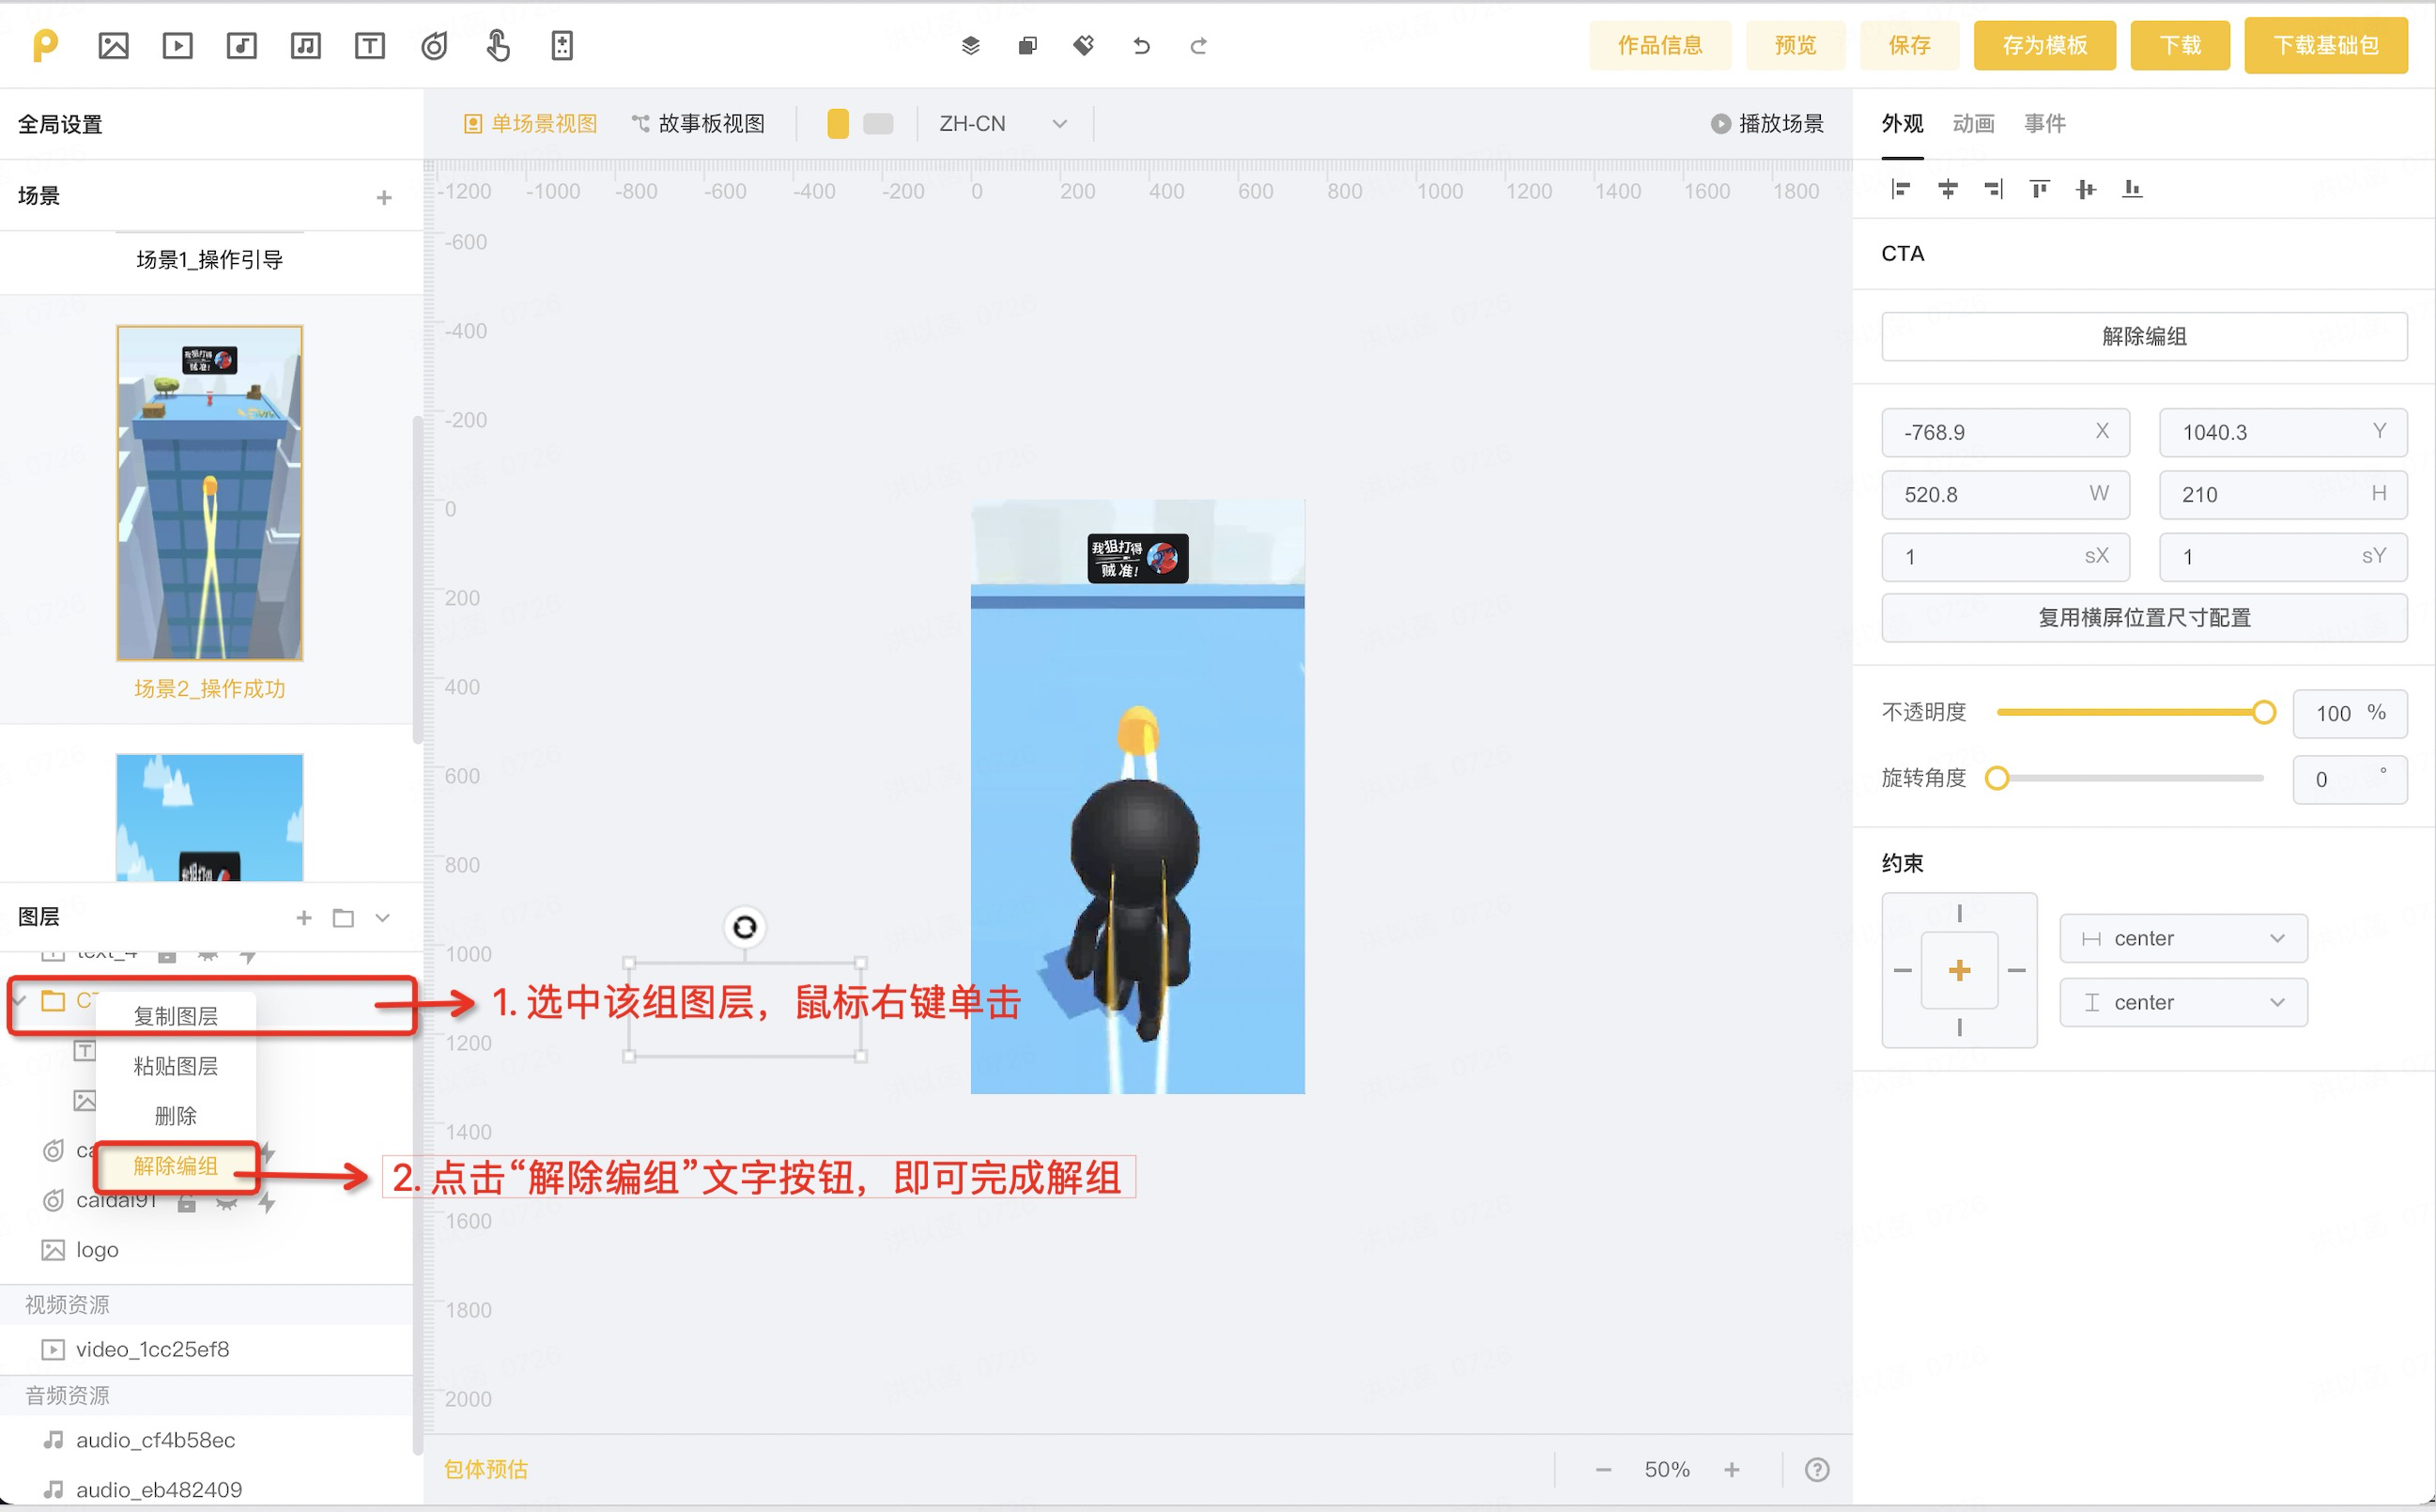 作品信息
预览
保存
存为模板
下载
下载基础包
全局设置
单场景视图
故事板视图
ZH-CN
播放场景
外观
动画
事件
场景
-1200 -1000 -800 -600 -400 -200 0 200 400 600 800 1000 1200 1400 1600 1800
场景1_操作引导
-600
-400
-200
0
200
400
600
800
1000
1200
1400
1600
1800
2000
我狙打得
贼准!
场景2_操作成功
我狙打得
贼准!
图层
text_4
复制图层
粘贴图层
删除
解除编组
caidai91
logo
视频资源
video_1cc25ef8
音频资源
audio_cf4b58ec
audio_eb482409
1. 选中该组图层，鼠标右键单击
2. 点击“解除编组”文字按钮，即可完成解组
包体预估
50%
CTA
解除编组
-768.9 X
1040.3 Y
520.8 W
210 H
1 sX
1 sY
复用横屏位置尺寸配置
不透明度
100 %
旋转角度
0 °
约束
center
center